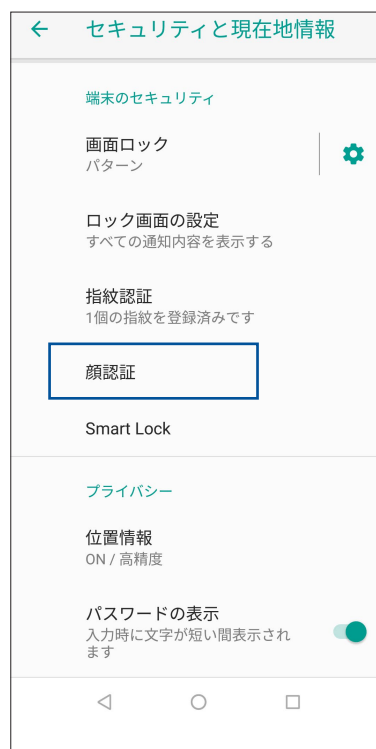 セキュリティと現在地情報
端末のセキュリティ
画面ロック
パターン
ロック画面の設定
すべての通知内容を表示する
指紋認証
1個の指紋を登録済みです
顔認証
Smart Lock
プライバシー
位置情報
ON / 高精度
パスワードの表示
入力時に文字が短い間表示され
ます